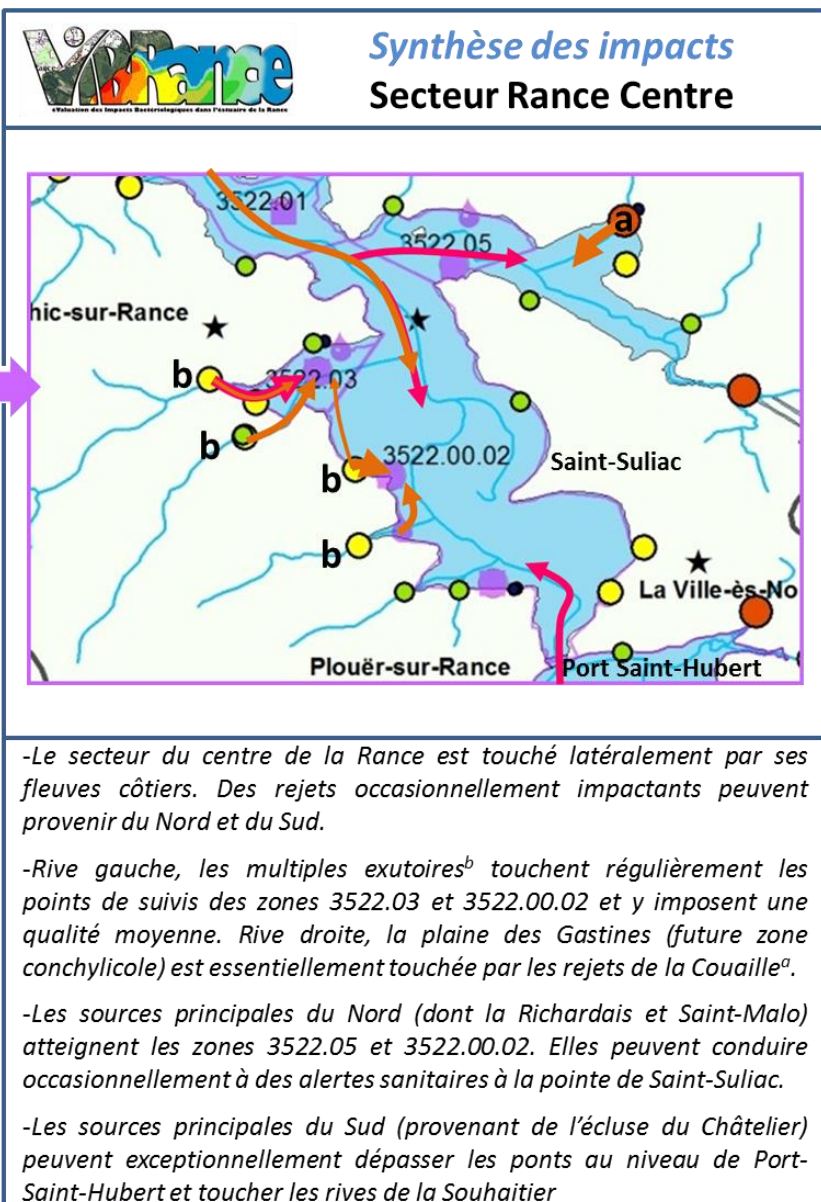 ViBRance
eValuation des Impacts Bactériologiques dans l'estuaire de la Rance
Synthèse des impacts
Secteur Rance Centre
3522.01
a
3522.05
hic-sur-Rance
b
3522.03
b
3522.00.02
Saint-Suliac
b
b
La Ville-ès-No
Plouër-sur-Rance
Port Saint-Hubert
-Le secteur du centre de la Rance est touché latéralement par ses
fleuves côtiers. Des rejets occasionnellement impactants peuvent
provenir du Nord et du Sud.
-Rive gauche, les multiples exutoiresᵇ touchent régulièrement les
points de suivis des zones 3522.03 et 3522.00.02 et y imposent une
qualité moyenne. Rive droite, la plaine des Gastines (future zone
conchylicole) est essentiellement touchée par les rejets de la Couailleᵃ.
-Les sources principales du Nord (dont la Richardais et Saint-Malo)
atteignent les zones 3522.05 et 3522.00.02. Elles peuvent conduire
occasionnellement à des alertes sanitaires à la pointe de Saint-Suliac.
-Les sources principales du Sud (provenant de l'écluse du Châtelier)
peuvent exceptionnellement dépasser les ponts au niveau de Port-
Saint-Hubert et toucher les rives de la Souhaitier